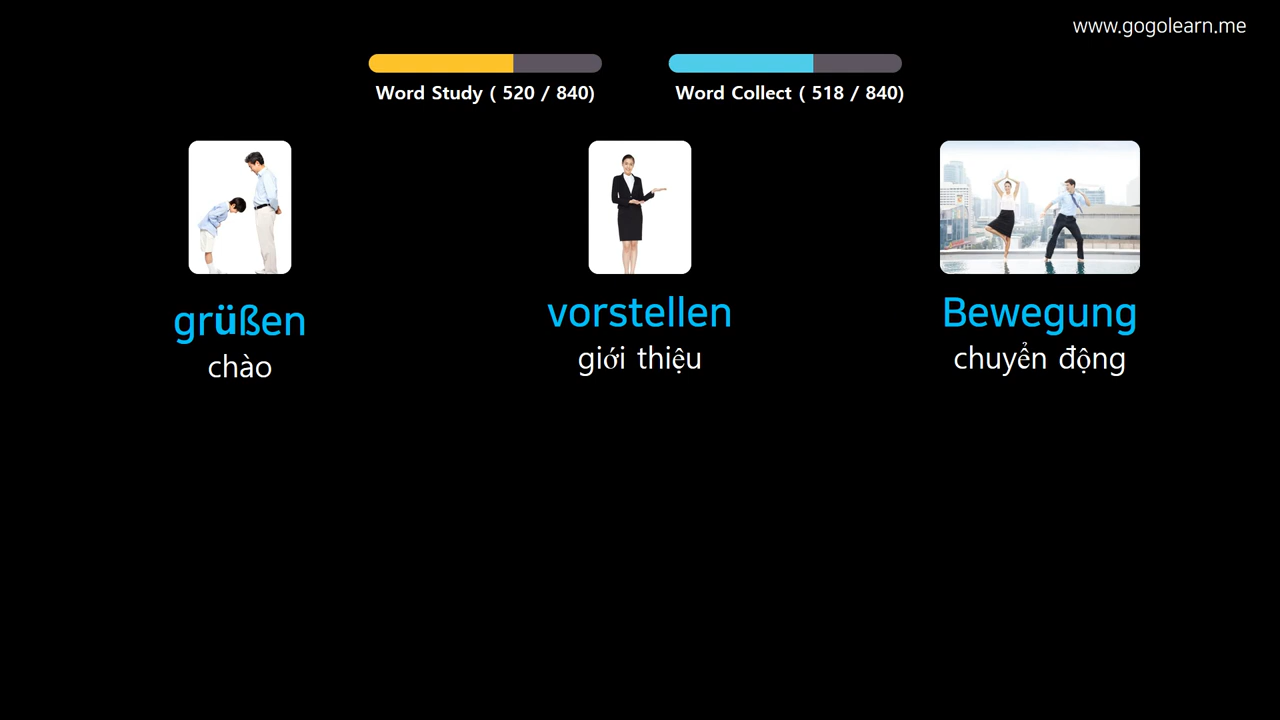 www.gogolearn.me
Word Study ( 520 / 840)
Word Collect ( 518 / 840)
grüßen
chào
vorstellen
giới thiệu
Bewegung
chuyển động